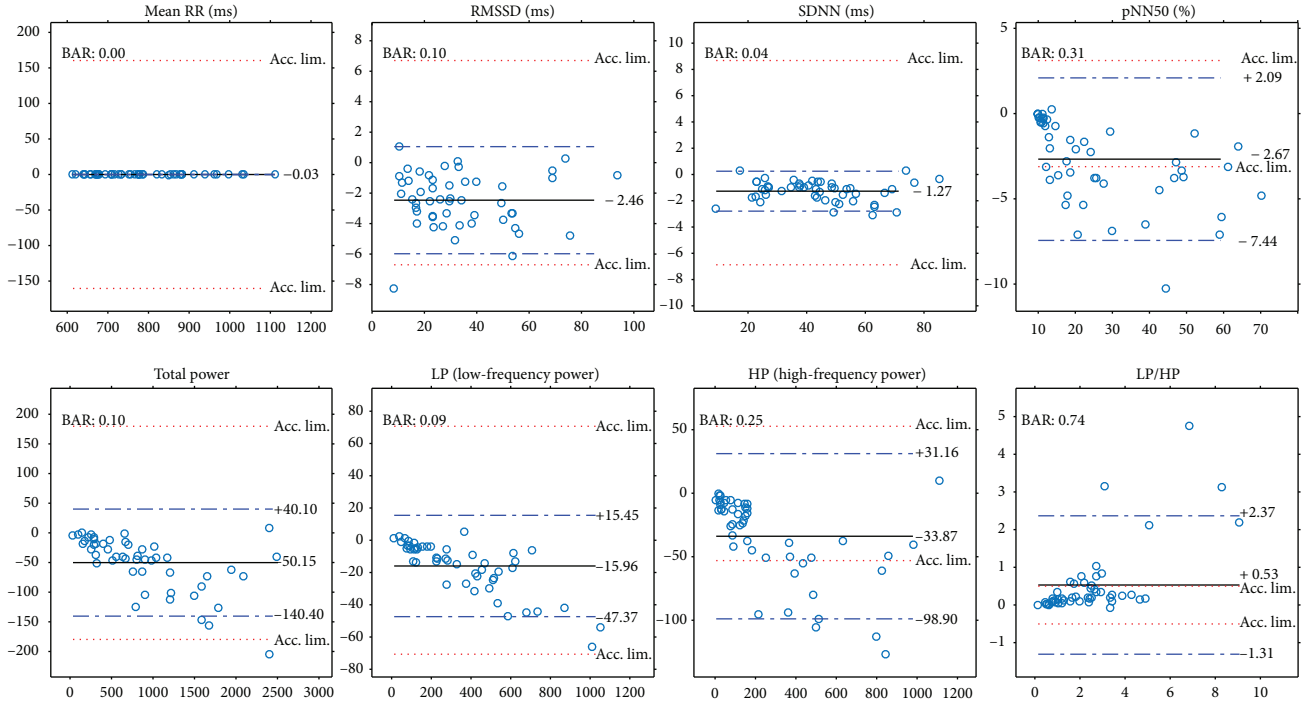 Mean RR (ms)
BAR: 0.00
Acc. lim.
−0.03
Acc. lim.
200
150
100
50
0
−50
−100
−150
600 700 800 900 1000 1100 1200
RMSSD (ms)
BAR: 0.10
Acc. lim.
− 2.46
Acc. lim.
8
6
4
2
0
−2
−4
−6
−8
0 20 40 60 80 100
SDNN (ms)
BAR: 0.04
Acc. lim.
− 1.27
Acc. lim.
10
8
6
4
2
0
−2
−4
−6
−8
−10
20 40 60 80
pNN50 (%)
BAR: 0.31
Acc. lim.
+ 2.09
− 2.67
Acc. lim.
− 7.44
5
0
−5
−10
10 20 30 40 50 60 70
Total power
BAR: 0.10
Acc. lim.
+40.10
−50.15
−140.40
Acc. lim.
200
150
100
50
0
−50
−100
−150
−200
0 500 1000 1500 2000 2500 3000
LP (low-frequency power)
BAR: 0.09
Acc. lim.
+15.45
−15.96
−47.37
Acc. lim.
80
60
40
20
0
−20
−40
−60
−80
0 200 400 600 800 1000 1200
HP (high-frequency power)
BAR: 0.25
Acc. lim.
+31.16
−33.87
Acc. lim.
−98.90
50
0
−50
−100
0 200 400 600 800 1000 1200
LP/HP
BAR: 0.74
+2.37
+ 0.53
Acc. lim.
Acc. lim.
−1.31
5
4
3
2
1
0
−1
0 2 4 6 8 10